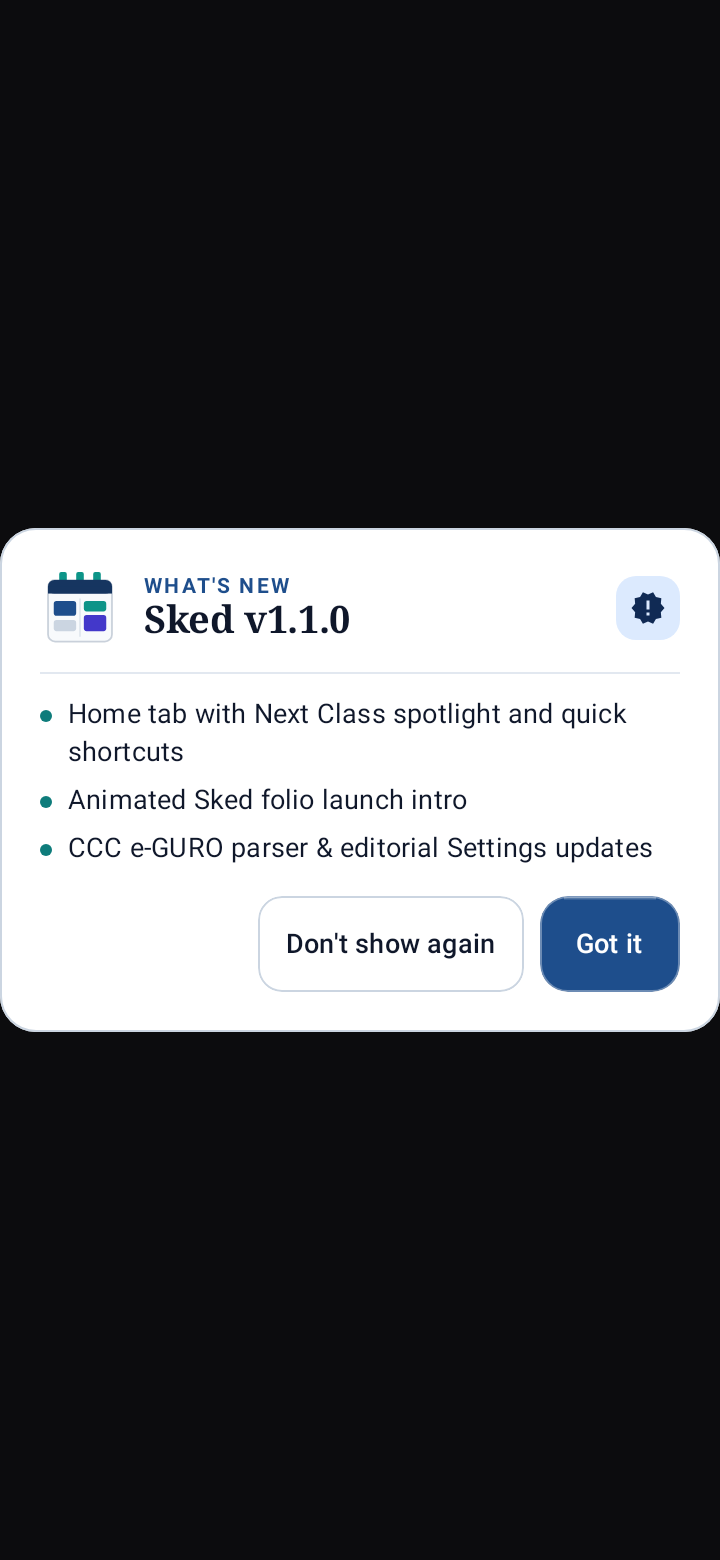 WHAT'S NEW
Sked v1.1.0
Home tab with Next Class spotlight and quick
shortcuts
Animated Sked folio launch intro
CCC e-GURO parser & editorial Settings updates
Don't show again
Got it